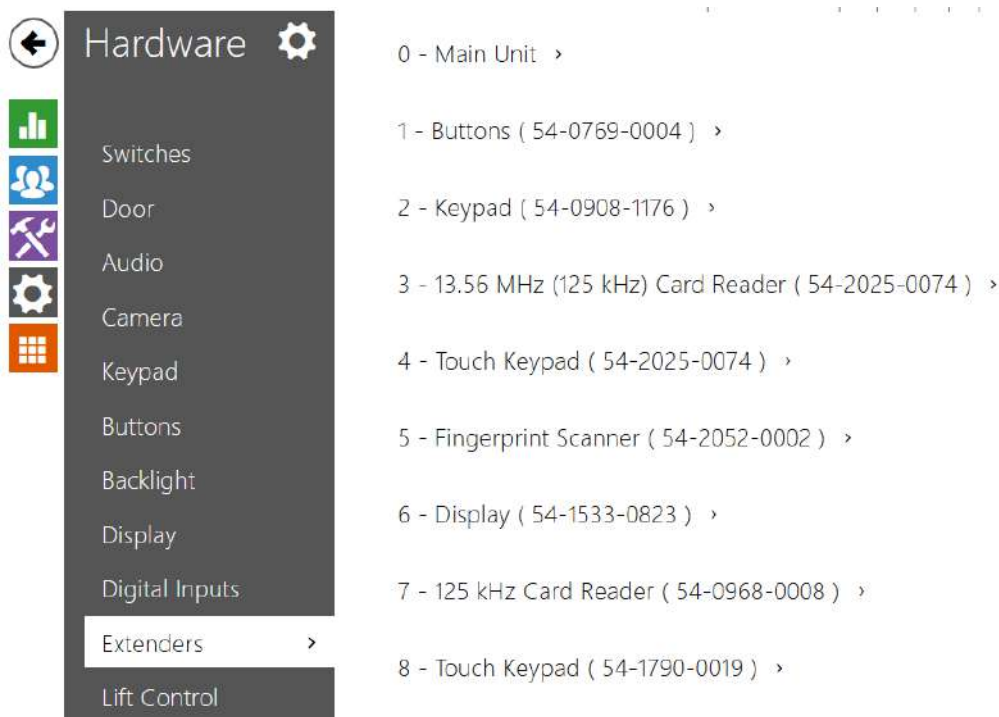 Hardware
Switches
Door
Audio
Camera
Keypad
Buttons
Backlight
Display
Digital Inputs
Extenders >
Lift Control
0 - Main Unit >
1 - Buttons ( 54-0769-0004 ) >
2 - Keypad ( 54-0908-1176 ) >
3 - 13.56 MHz (125 kHz) Card Reader ( 54-2025-0074 ) >
4 - Touch Keypad ( 54-2025-0074 ) >
5 - Fingerprint Scanner ( 54-2052-0002 ) >
6 - Display ( 54-1533-0823 ) >
7 - 125 kHz Card Reader ( 54-0968-0008 ) >
8 - Touch Keypad ( 54-1790-0019 ) >